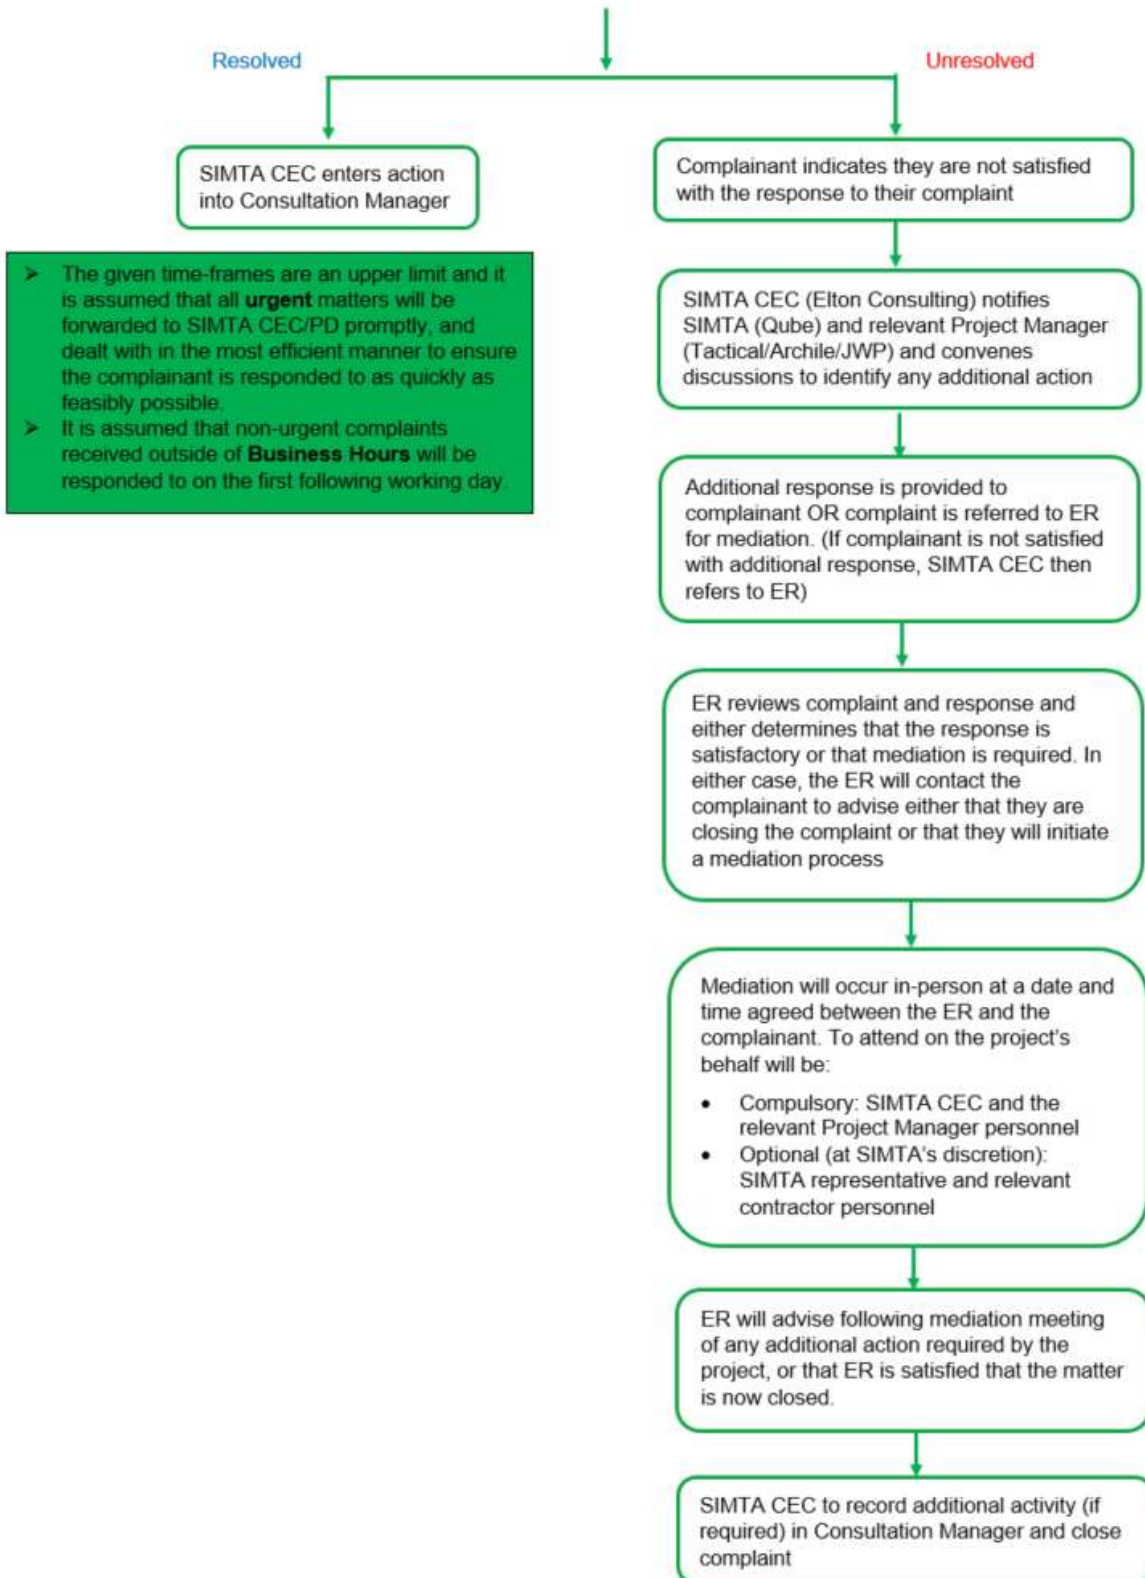 Resolved
Unresolved
SIMTA CEC enters action
into Consultation Manager
➤ The given time-frames are an upper limit and it
is assumed that all urgent matters will be
forwarded to SIMTA CEC/PD promptly, and
dealt with in the most efficient manner to ensure
the complainant is responded to as quickly as
feasibly possible.
➤ It is assumed that non-urgent complaints
received outside of Business Hours will be
responded to on the first following working day.
Complainant indicates they are not satisfied
with the response to their complaint
SIMTA CEC (Elton Consulting) notifies
SIMTA (Qube) and relevant Project Manager
(Tactical/Archile/JWP) and convenes
discussions to identify any additional action
Additional response is provided to
complainant OR complaint is referred to ER
for mediation. (If complainant is not satisfied
with additional response, SIMTA CEC then
refers to ER)
ER reviews complaint and response and
either determines that the response is
satisfactory or that mediation is required. In
either case, the ER will contact the
complainant to advise either that they are
closing the complaint or that they will initiate
a mediation process
Mediation will occur in-person at a date and
time agreed between the ER and the
complainant. To attend on the project's
behalf will be:
• Compulsory: SIMTA CEC and the
relevant Project Manager personnel
• Optional (at SIMTA's discretion):
SIMTA representative and relevant
contractor personnel
ER will advise following mediation meeting
of any additional action required by the
project, or that ER is satisfied that the matter
is now closed.
SIMTA CEC to record additional activity (if
required) in Consultation Manager and close
complaint